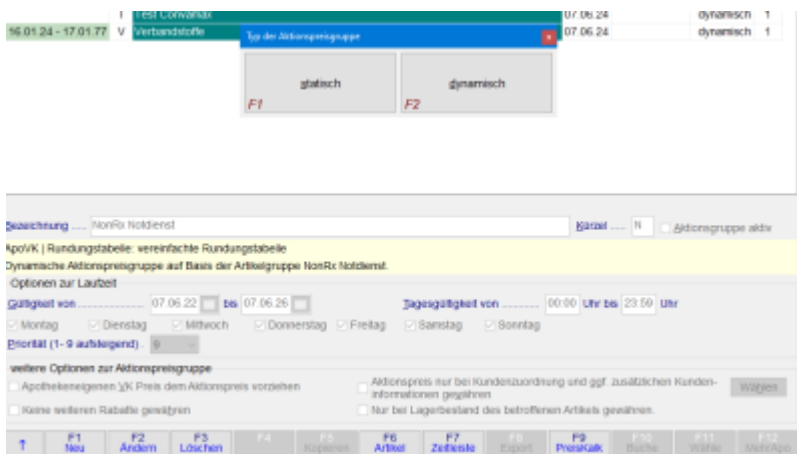 T Test Convamax 07.06.24 dynamisch 1
16.01.24 - 17.01.77 V Verbandstoffe 07.06.24 dynamisch 1
Typ der Aktionspreisgruppe
statisch
F1
dynamisch
F2
Bezeichnung ..... NonRx Notdienst Kürzel ..... N Aktionsgruppe aktiv
ApoVK | Rundungstabelle: vereinfachte Rundungstabelle
Dynamische Aktionspreisgruppe auf Basis der Artikelgruppe NonRx Notdienst.
Optionen zur Laufzeit
Gültigkeit von ..................... 07.06.22 bis 07.06.26 Tagesgültigkeit von ............ 00:00 Uhr bis 23:59 Uhr
Montag Dienstag Mittwoch Donnerstag Freitag Samstag Sonntag
Priorität (1- 9 aufsteigend) . 9
weitere Optionen zur Aktionspreisgruppe
Apothekeneigenen VK Preis dem Aktionspreis vorziehen
Aktionspreis nur bei Kundenzuordnung und ggf. zusätzlichen Kunden-
informationen gewähren
Wählen
Keine weiteren Rabatte gewähren
Nur bei Lagerbestand des betroffenen Artikels gewähren.
↑ F1 F2 F3 F4 F5 F6 F7 F8 F9 F10 F11 F12
Neu Ändern Löschen Kopieren Artikel Zeitleiste Export PreisKalk Buche Wähle MehrApo